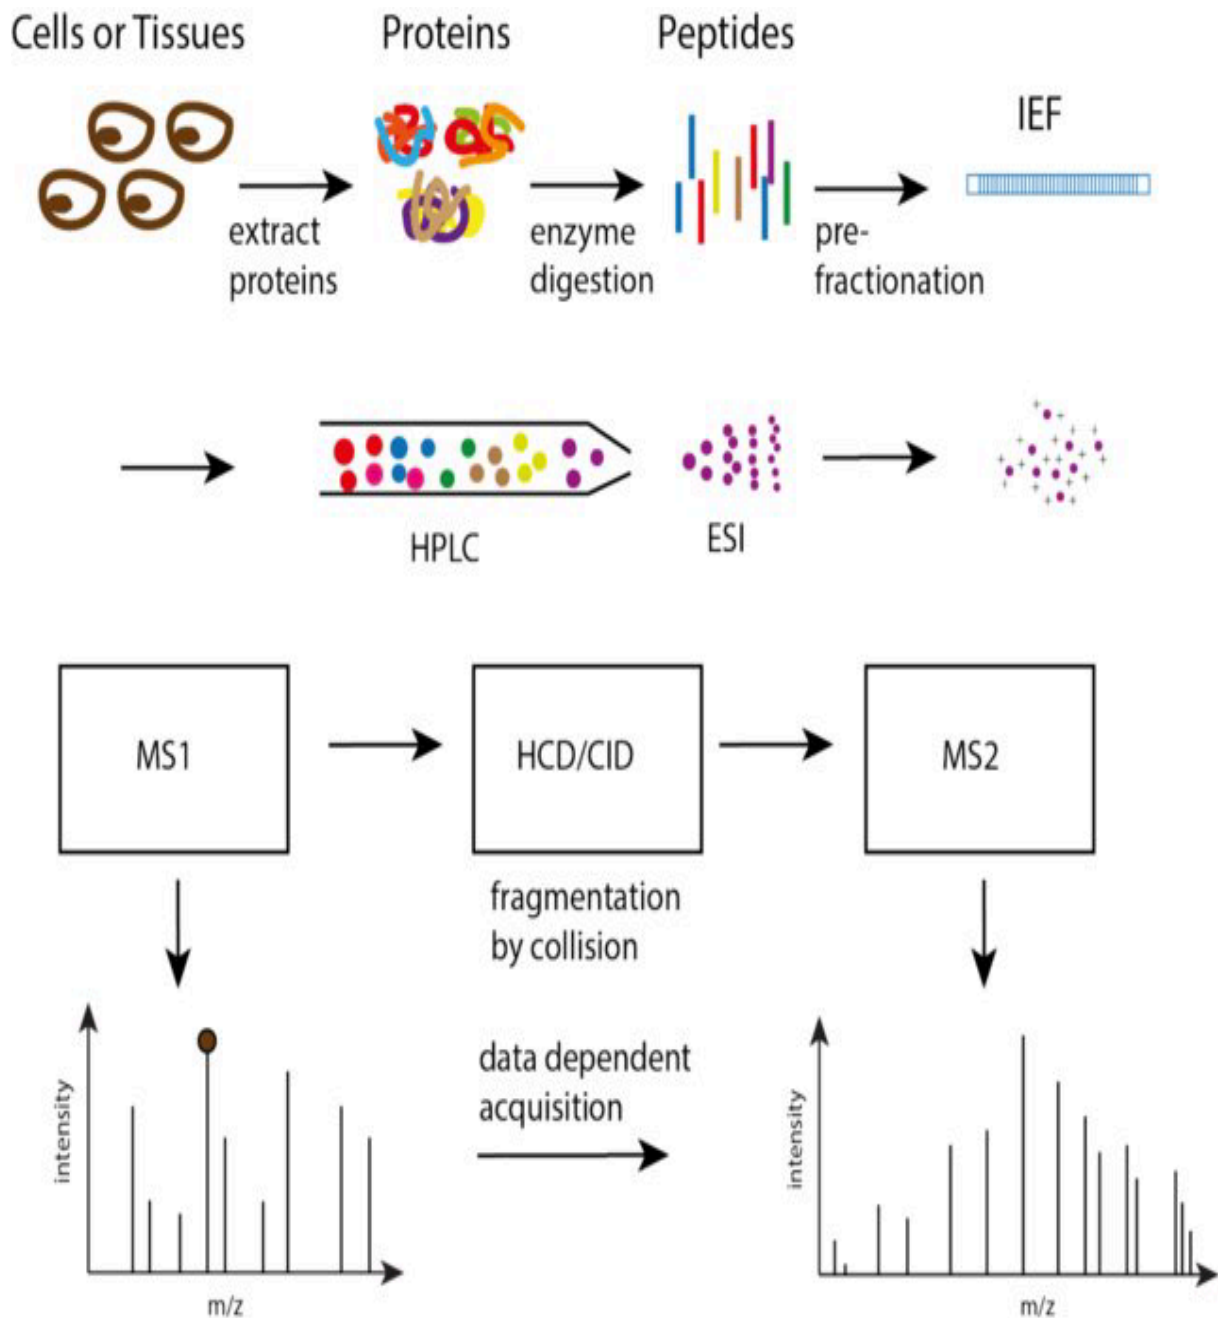 Cells or Tissues
Proteins
Peptides
IEF
extract
proteins
enzyme
digestion
pre-
fractionation
HPLC
ESI
MS1
HCD/CID
MS2
fragmentation
by collision
data dependent
acquisition
intensity
m/z
intensity
m/z